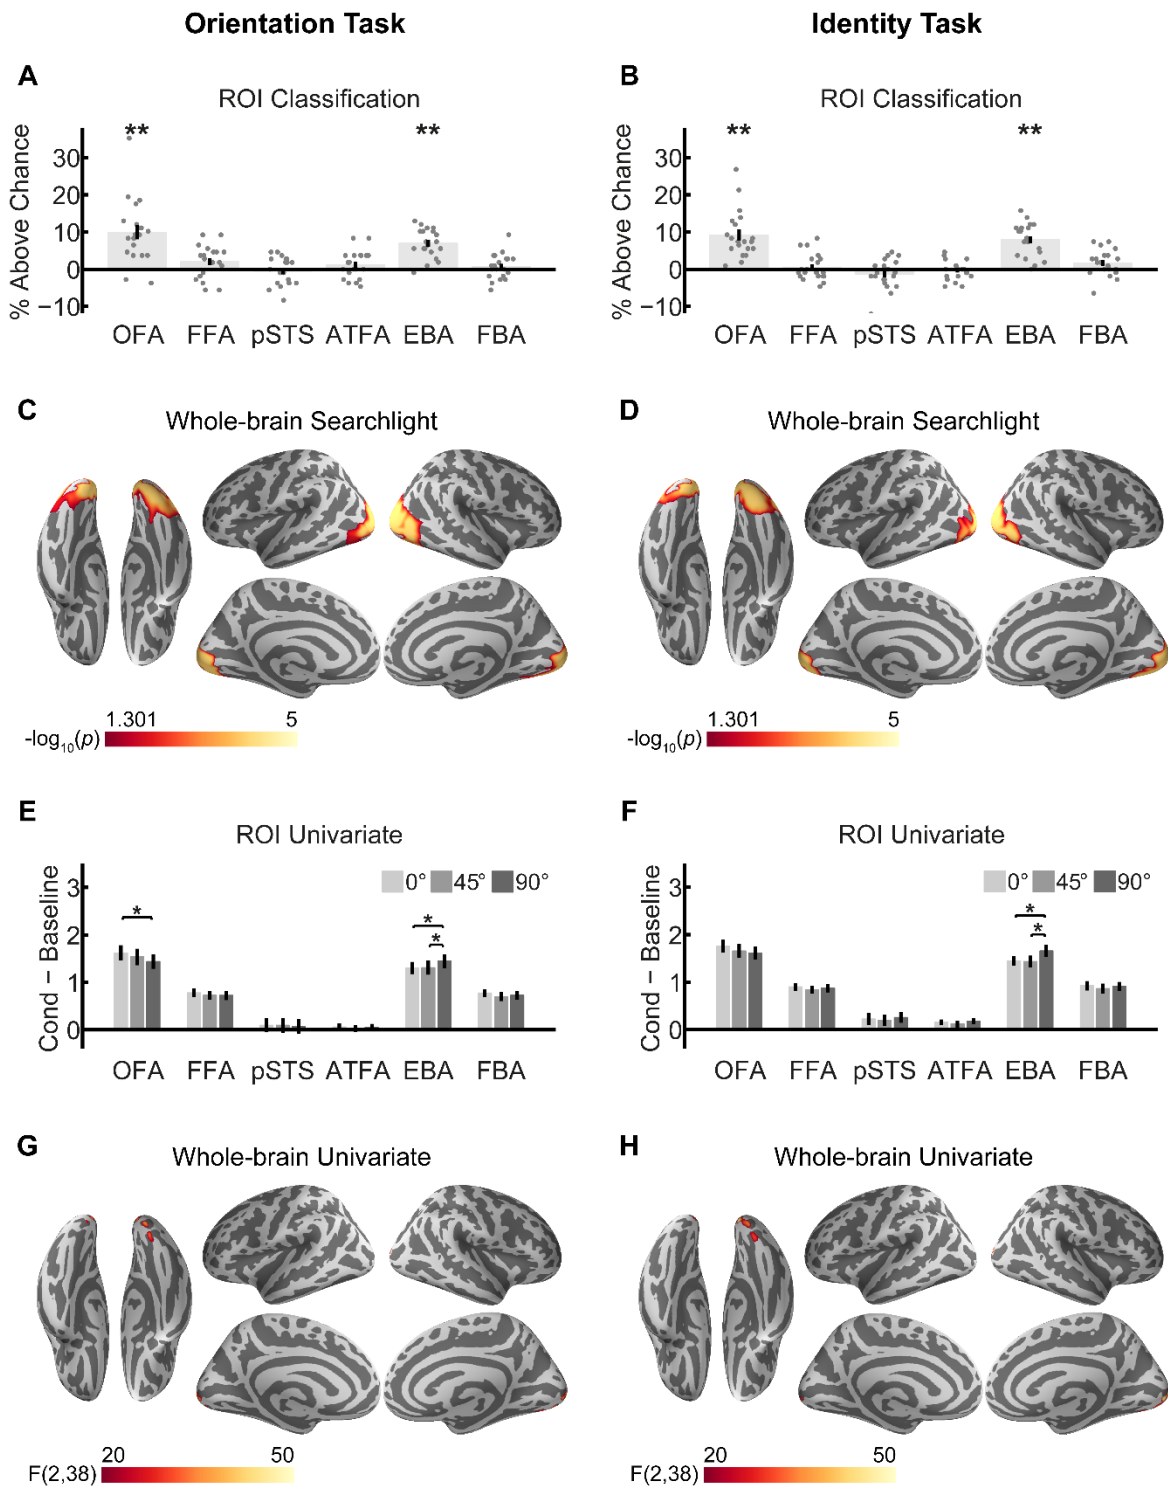 Orientation Task
Identity Task
A
ROI Classification
% Above Chance
30
20
10
0
−10
**
**
OFA FFA pSTS ATFA EBA FBA
B
ROI Classification
% Above Chance
30
20
10
0
−10
**
**
OFA FFA pSTS ATFA EBA FBA
C
Whole-brain Searchlight
1.301 5
-log10(p)
D
Whole-brain Searchlight
1.301 5
-log10(p)
E
ROI Univariate
Cond − Baseline
3
2
1
0
0° 45° 90°
*
*
*
OFA FFA pSTS ATFA EBA FBA
F
ROI Univariate
Cond − Baseline
3
2
1
0
0° 45° 90°
*
*
OFA FFA pSTS ATFA EBA FBA
G
Whole-brain Univariate
20 50
F(2,38)
H
Whole-brain Univariate
20 50
F(2,38)